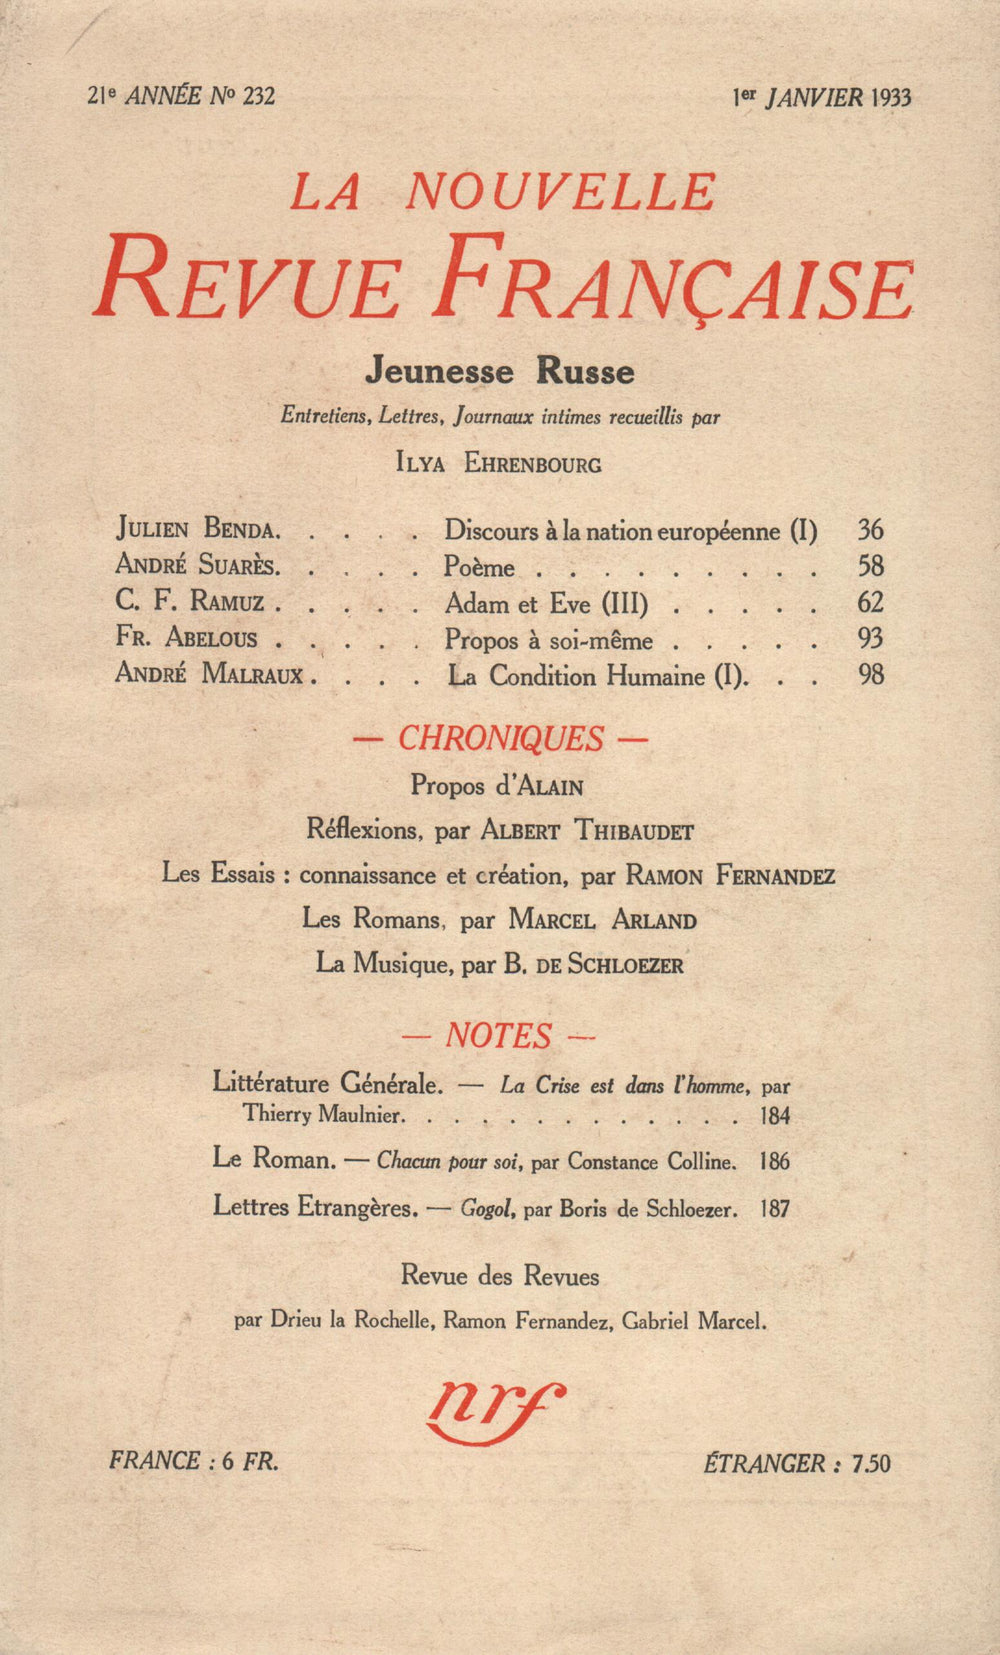 21e ANNÉE No 232
1er JANVIER 1933
LA NOUVELLE
REVUE FRANÇAISE
Jeunesse Russe
Entretiens, Lettres, Journaux intimes recueillis par
ILYA EHRENBOURG
JULIEN BENDA. . . . . Discours à la nation européenne (I) 36
ANDRÉ SUARÈS. . . . . Poème . . . . . . . . . 58
C. F. RAMUZ . . . . . Adam et Eve (III) . . . . . 62
FR. ABELOUS . . . . . Propos à soi-même . . . . . 93
ANDRÉ MALRAUX . . . . La Condition Humaine (I). . . 98
— CHRONIQUES —
Propos d'ALAIN
Réflexions, par ALBERT THIBAUDET
Les Essais : connaissance et création, par RAMON FERNANDEZ
Les Romans, par MARCEL ARLAND
La Musique, par B. DE SCHLOEZER
— NOTES —
Littérature Générale. — La Crise est dans l'homme, par
Thierry Maulnier. . . . . . . . . . . . . 184
Le Roman. — Chacun pour soi, par Constance Colline. 186
Lettres Etrangères. — Gogol, par Boris de Schloezer. 187
Revue des Revues
par Drieu la Rochelle, Ramon Fernandez, Gabriel Marcel.
nrf
FRANCE : 6 FR.
ÉTRANGER : 7.50